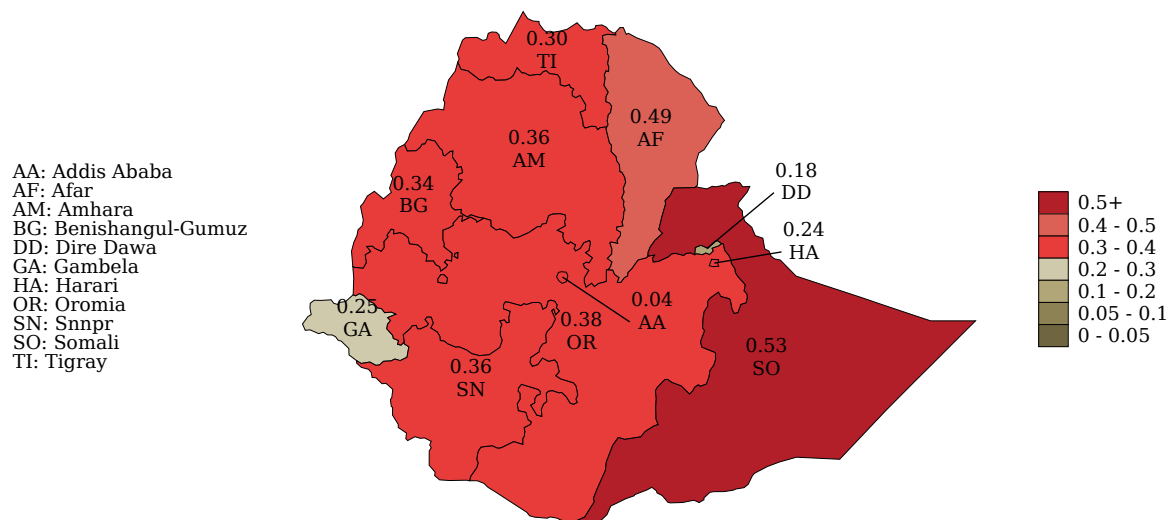 AA: Addis Ababa
AF: Afar
AM: Amhara
BG: Benishangul-Gumuz
DD: Dire Dawa
GA: Gambela
HA: Harari
OR: Oromia
SN: Snnpr
SO: Somali
TI: Tigray
0.30
TI
0.49
AF
0.36
AM
0.34
BG
0.18
DD
0.24
HA
0.25
GA
0.04
AA
0.38
OR
0.36
SN
0.53
SO
0.5+
0.4 - 0.5
0.3 - 0.4
0.2 - 0.3
0.1 - 0.2
0.05 - 0.1
0 - 0.05